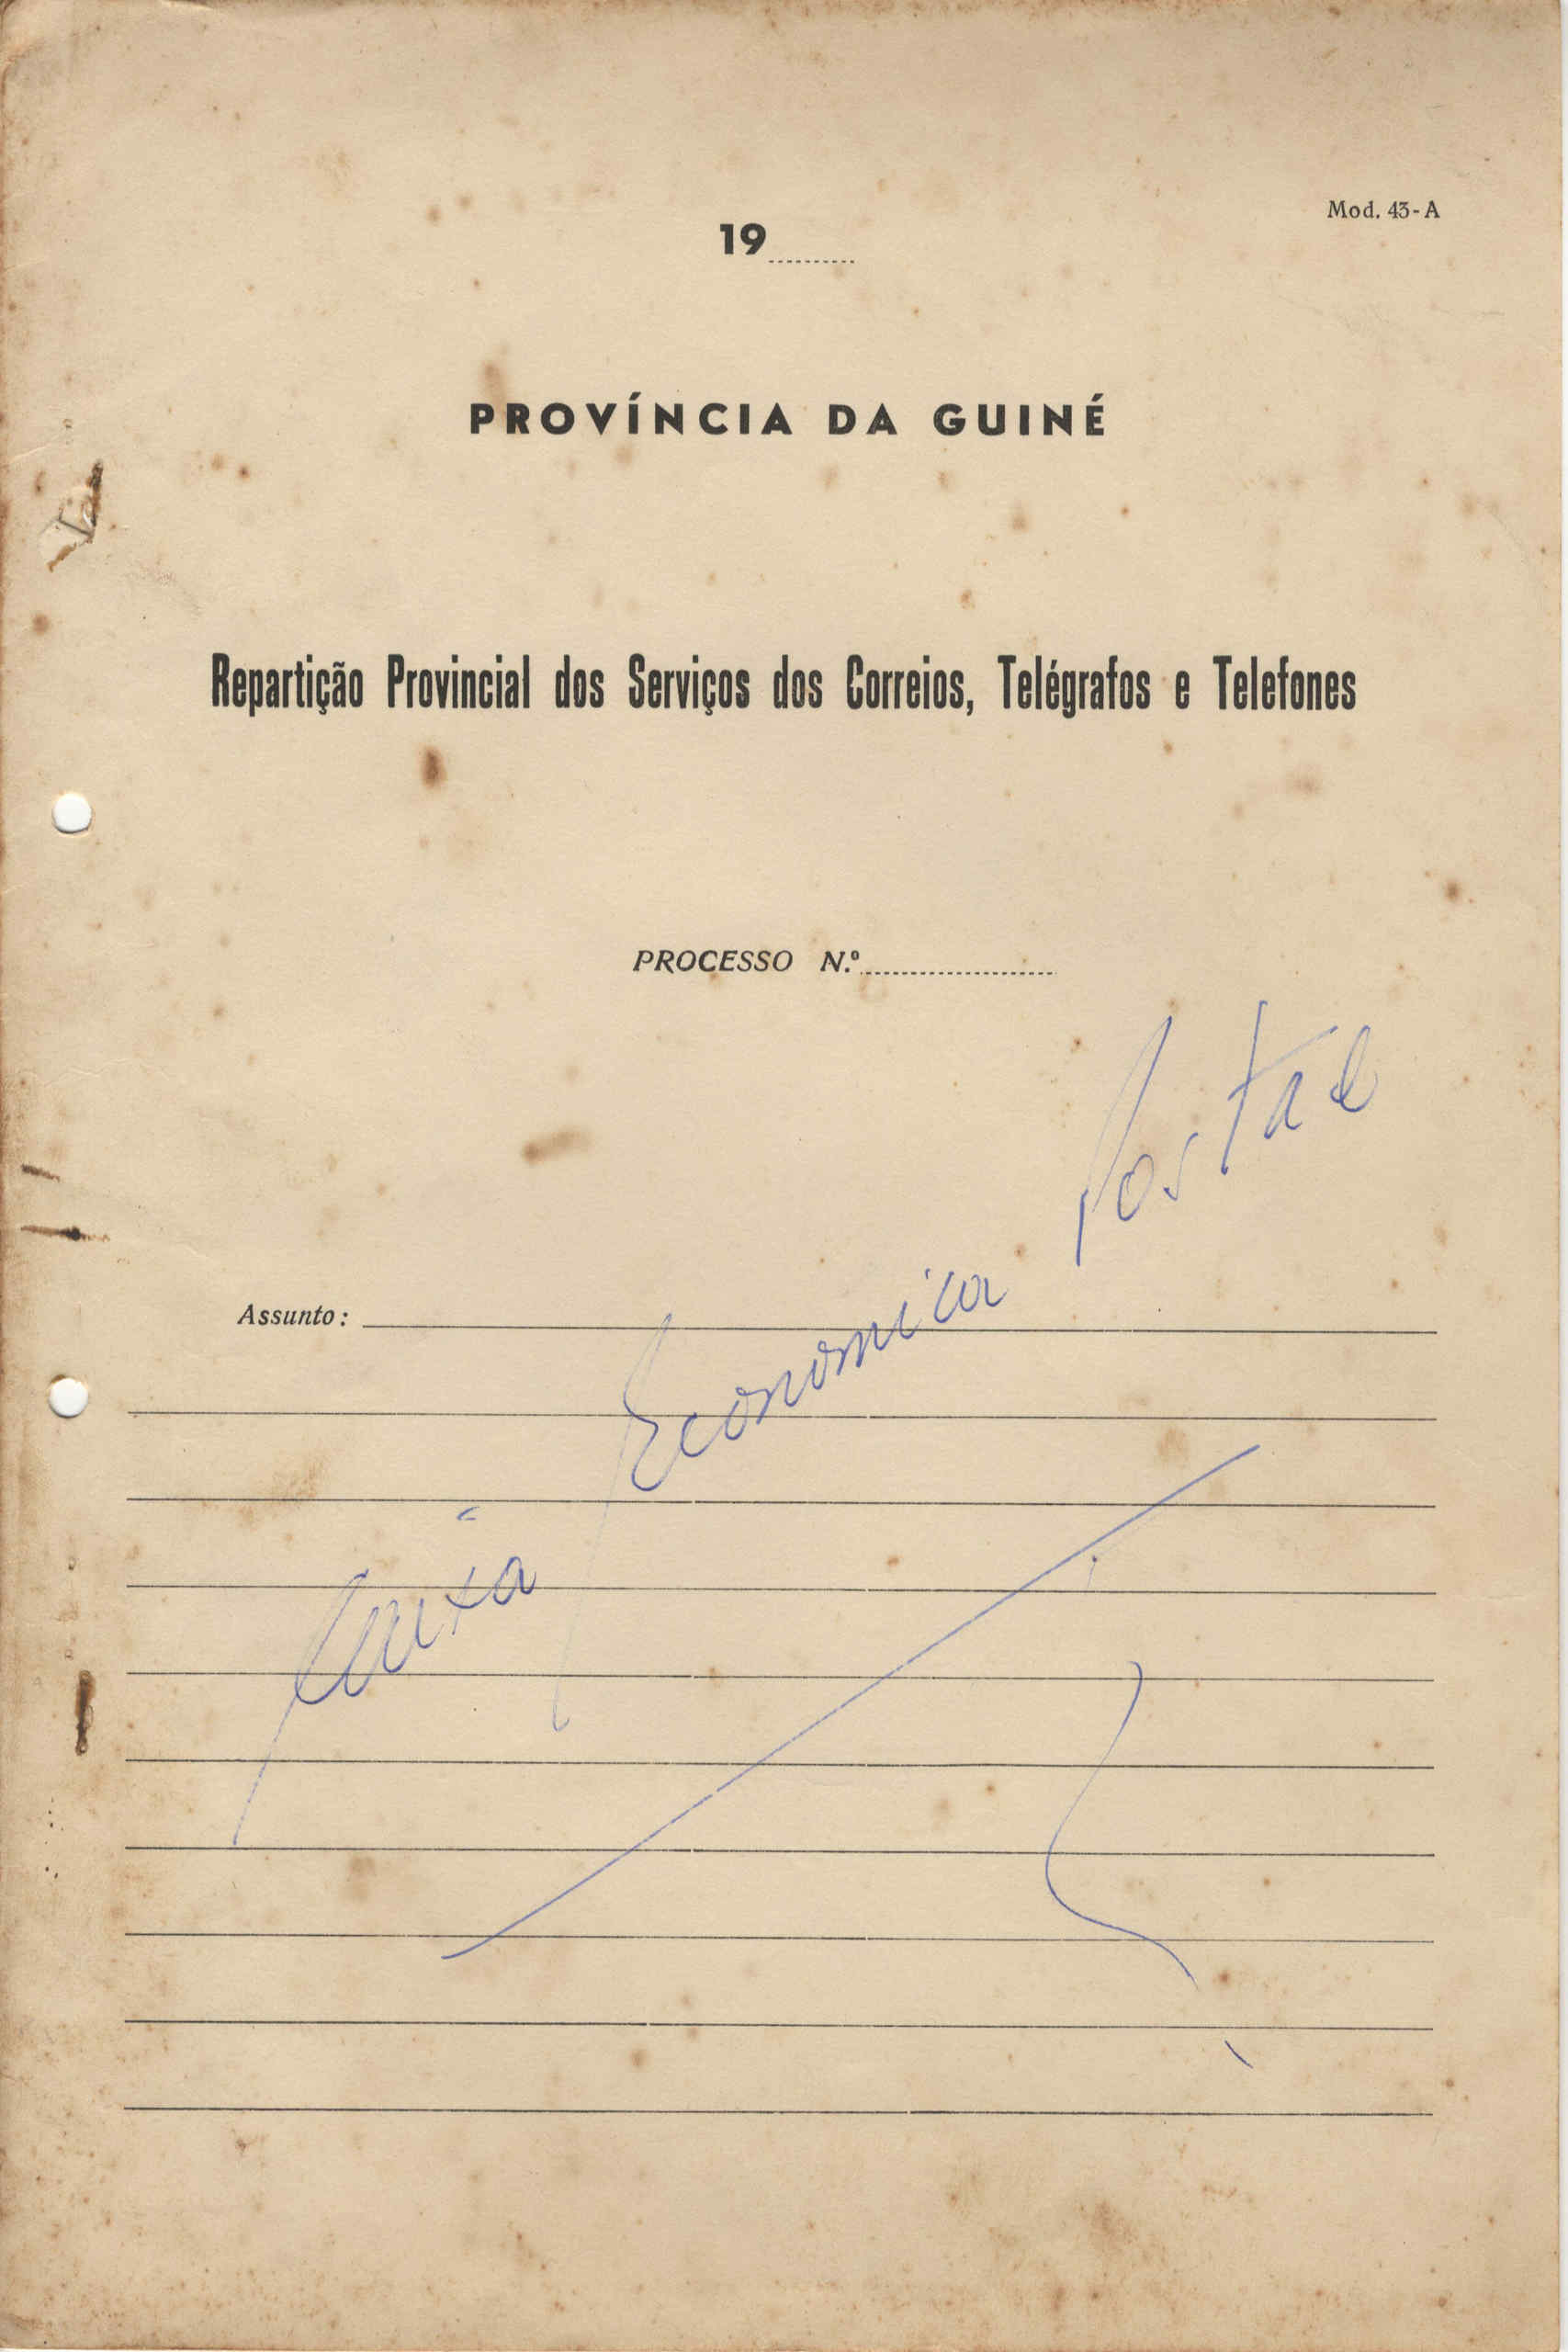 Mod. 43-A
19..........
PROVÍNCIA DA GUINÉ
Repartição Provincial dos Serviços dos Correios, Telégrafos e Telefones
PROCESSO N.º......................
Assunto:
Caixa Economica Postal